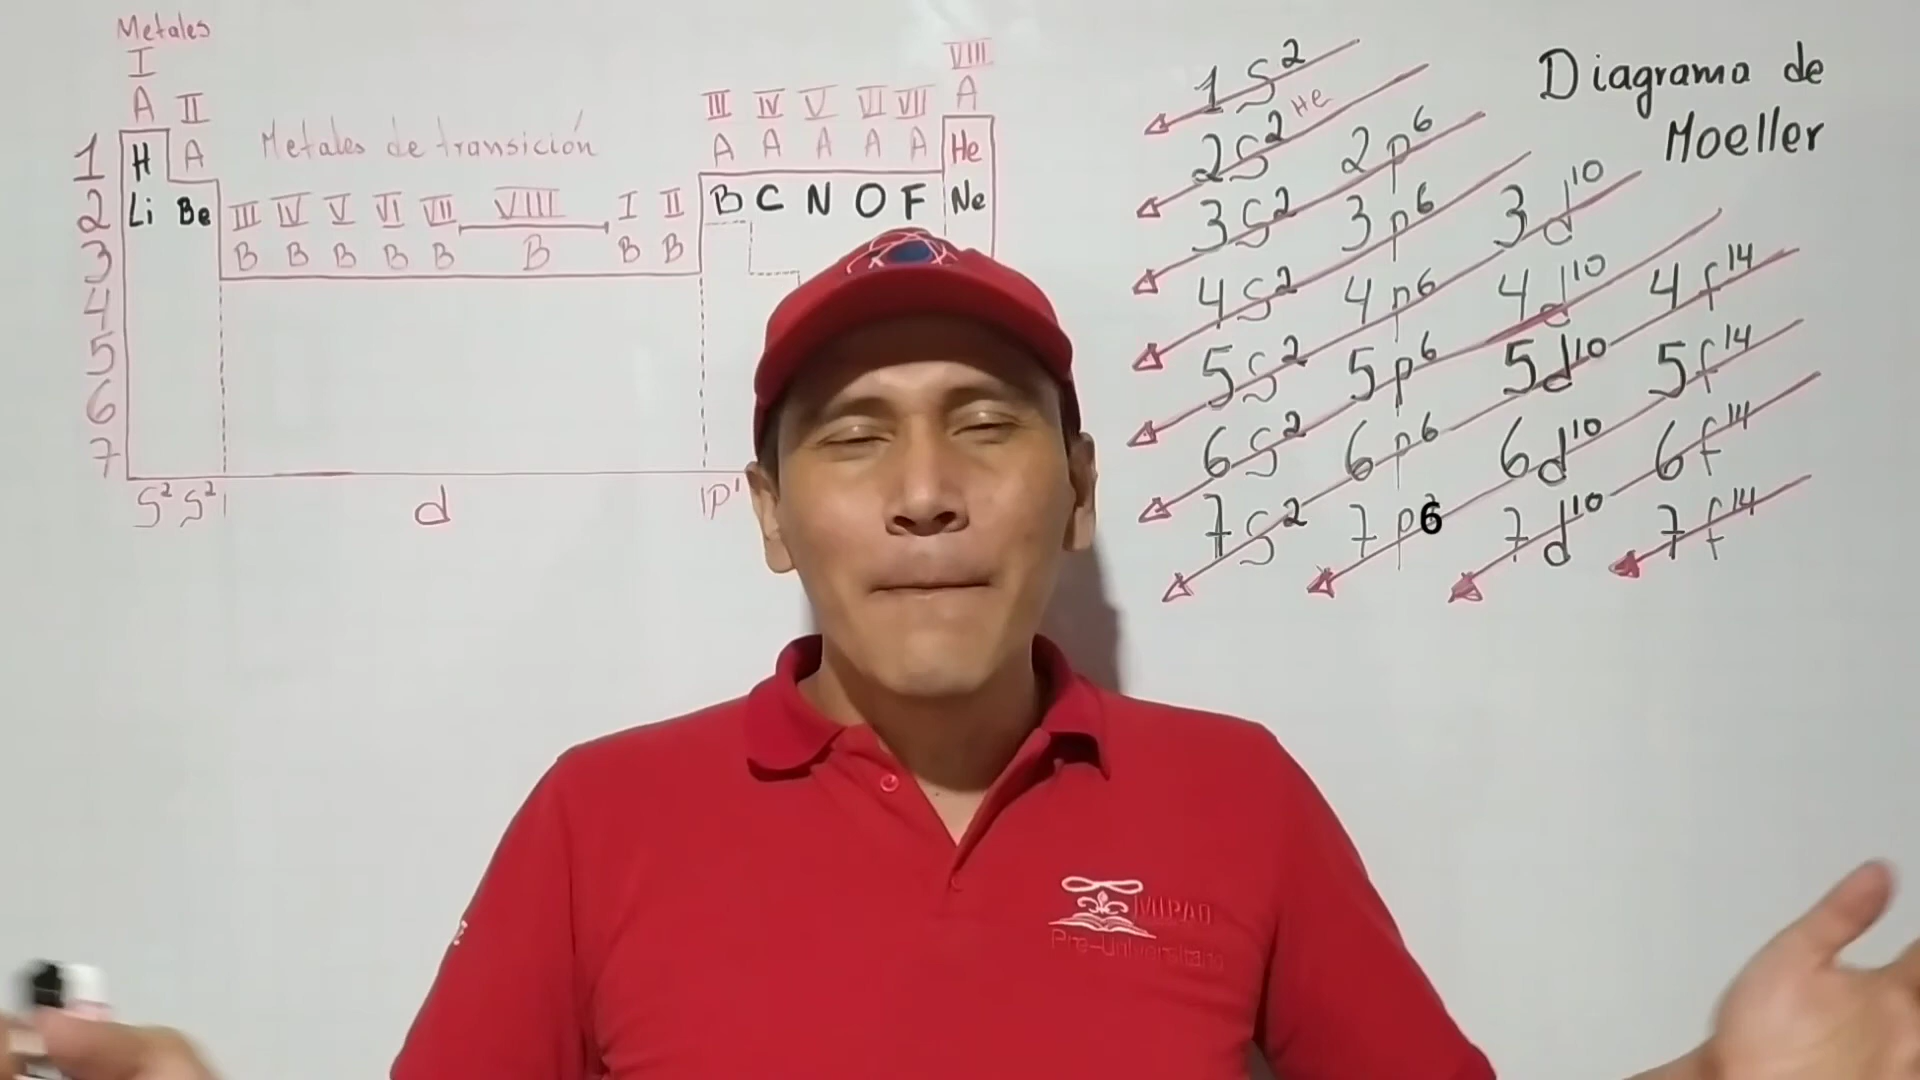 Metales
I
A II
A
III IV V VI VII VIII
A A A A A A
Metales de transición
1 H He
2 Li Be B C N O F Ne
III IV V VI VII VIII I II
B B B B B B B B
3
4
5
6
7
S² S² d P¹
Diagrama de
Moeller
1S²
He
2S² 2p⁶
3S² 3p⁶ 3d¹⁰
4S² 4p⁶ 4d¹⁰ 4f¹⁴
5S² 5p⁶ 5d¹⁰ 5f¹⁴
6S² 6p⁶ 6d¹⁰ 6f¹⁴
7S² 7p6 7d¹⁰ 7f¹⁴
Pre-Universitario